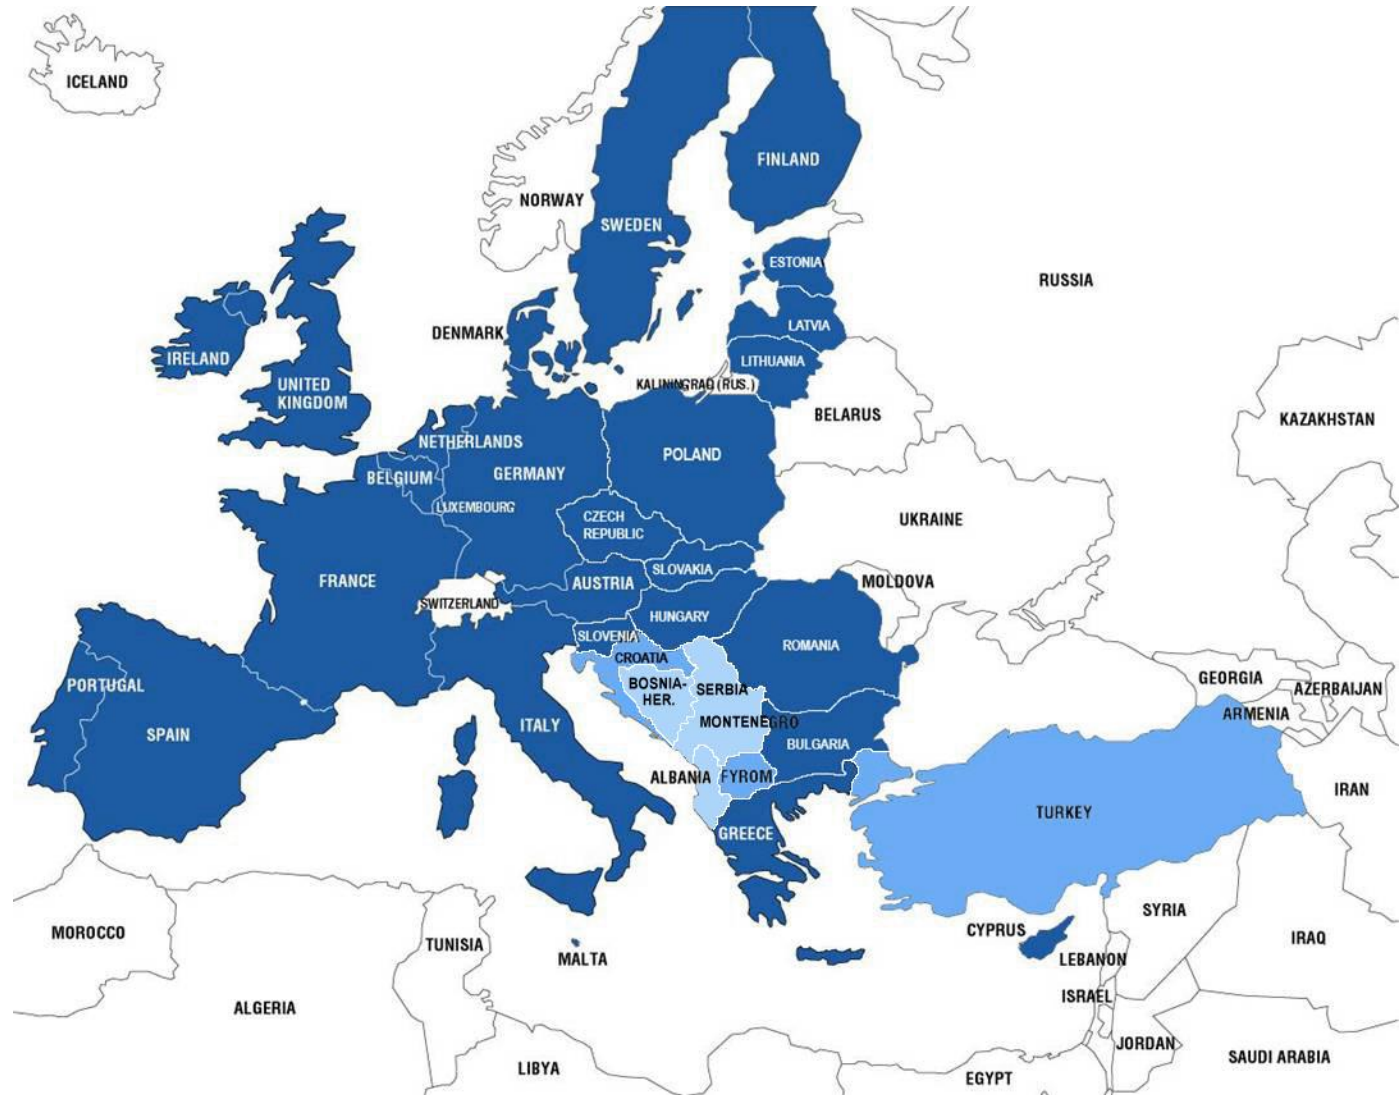 ICELAND
FINLAND
NORWAY
SWEDEN
ESTONIA
RUSSIA
LATVIA
DENMARK
IRELAND
LITHUANIA
UNITED
KINGDOM
KALININGRAD (RUS.)
BELARUS
KAZAKHSTAN
NETHERLANDS
POLAND
BELGIUM
GERMANY
LUXEMBOURG
CZECH
REPUBLIC
UKRAINE
SLOVAKIA
FRANCE
AUSTRIA
MOLDOVA
SWITZERLAND
HUNGARY
SLOVENIA
ROMANIA
CROATIA
GEORGIA
PORTUGAL
BOSNIA-
HER.
SERBIA
AZERBAIJAN
ARMENIA
SPAIN
ITALY
MONTENEGRO
BULGARIA
ALBANIA
FYROM
IRAN
TURKEY
GREECE
SYRIA
MOROCCO
TUNISIA
CYPRUS
IRAQ
MALTA
LEBANON
ISRAEL
ALGERIA
JORDAN
SAUDI ARABIA
LIBYA
EGYPT